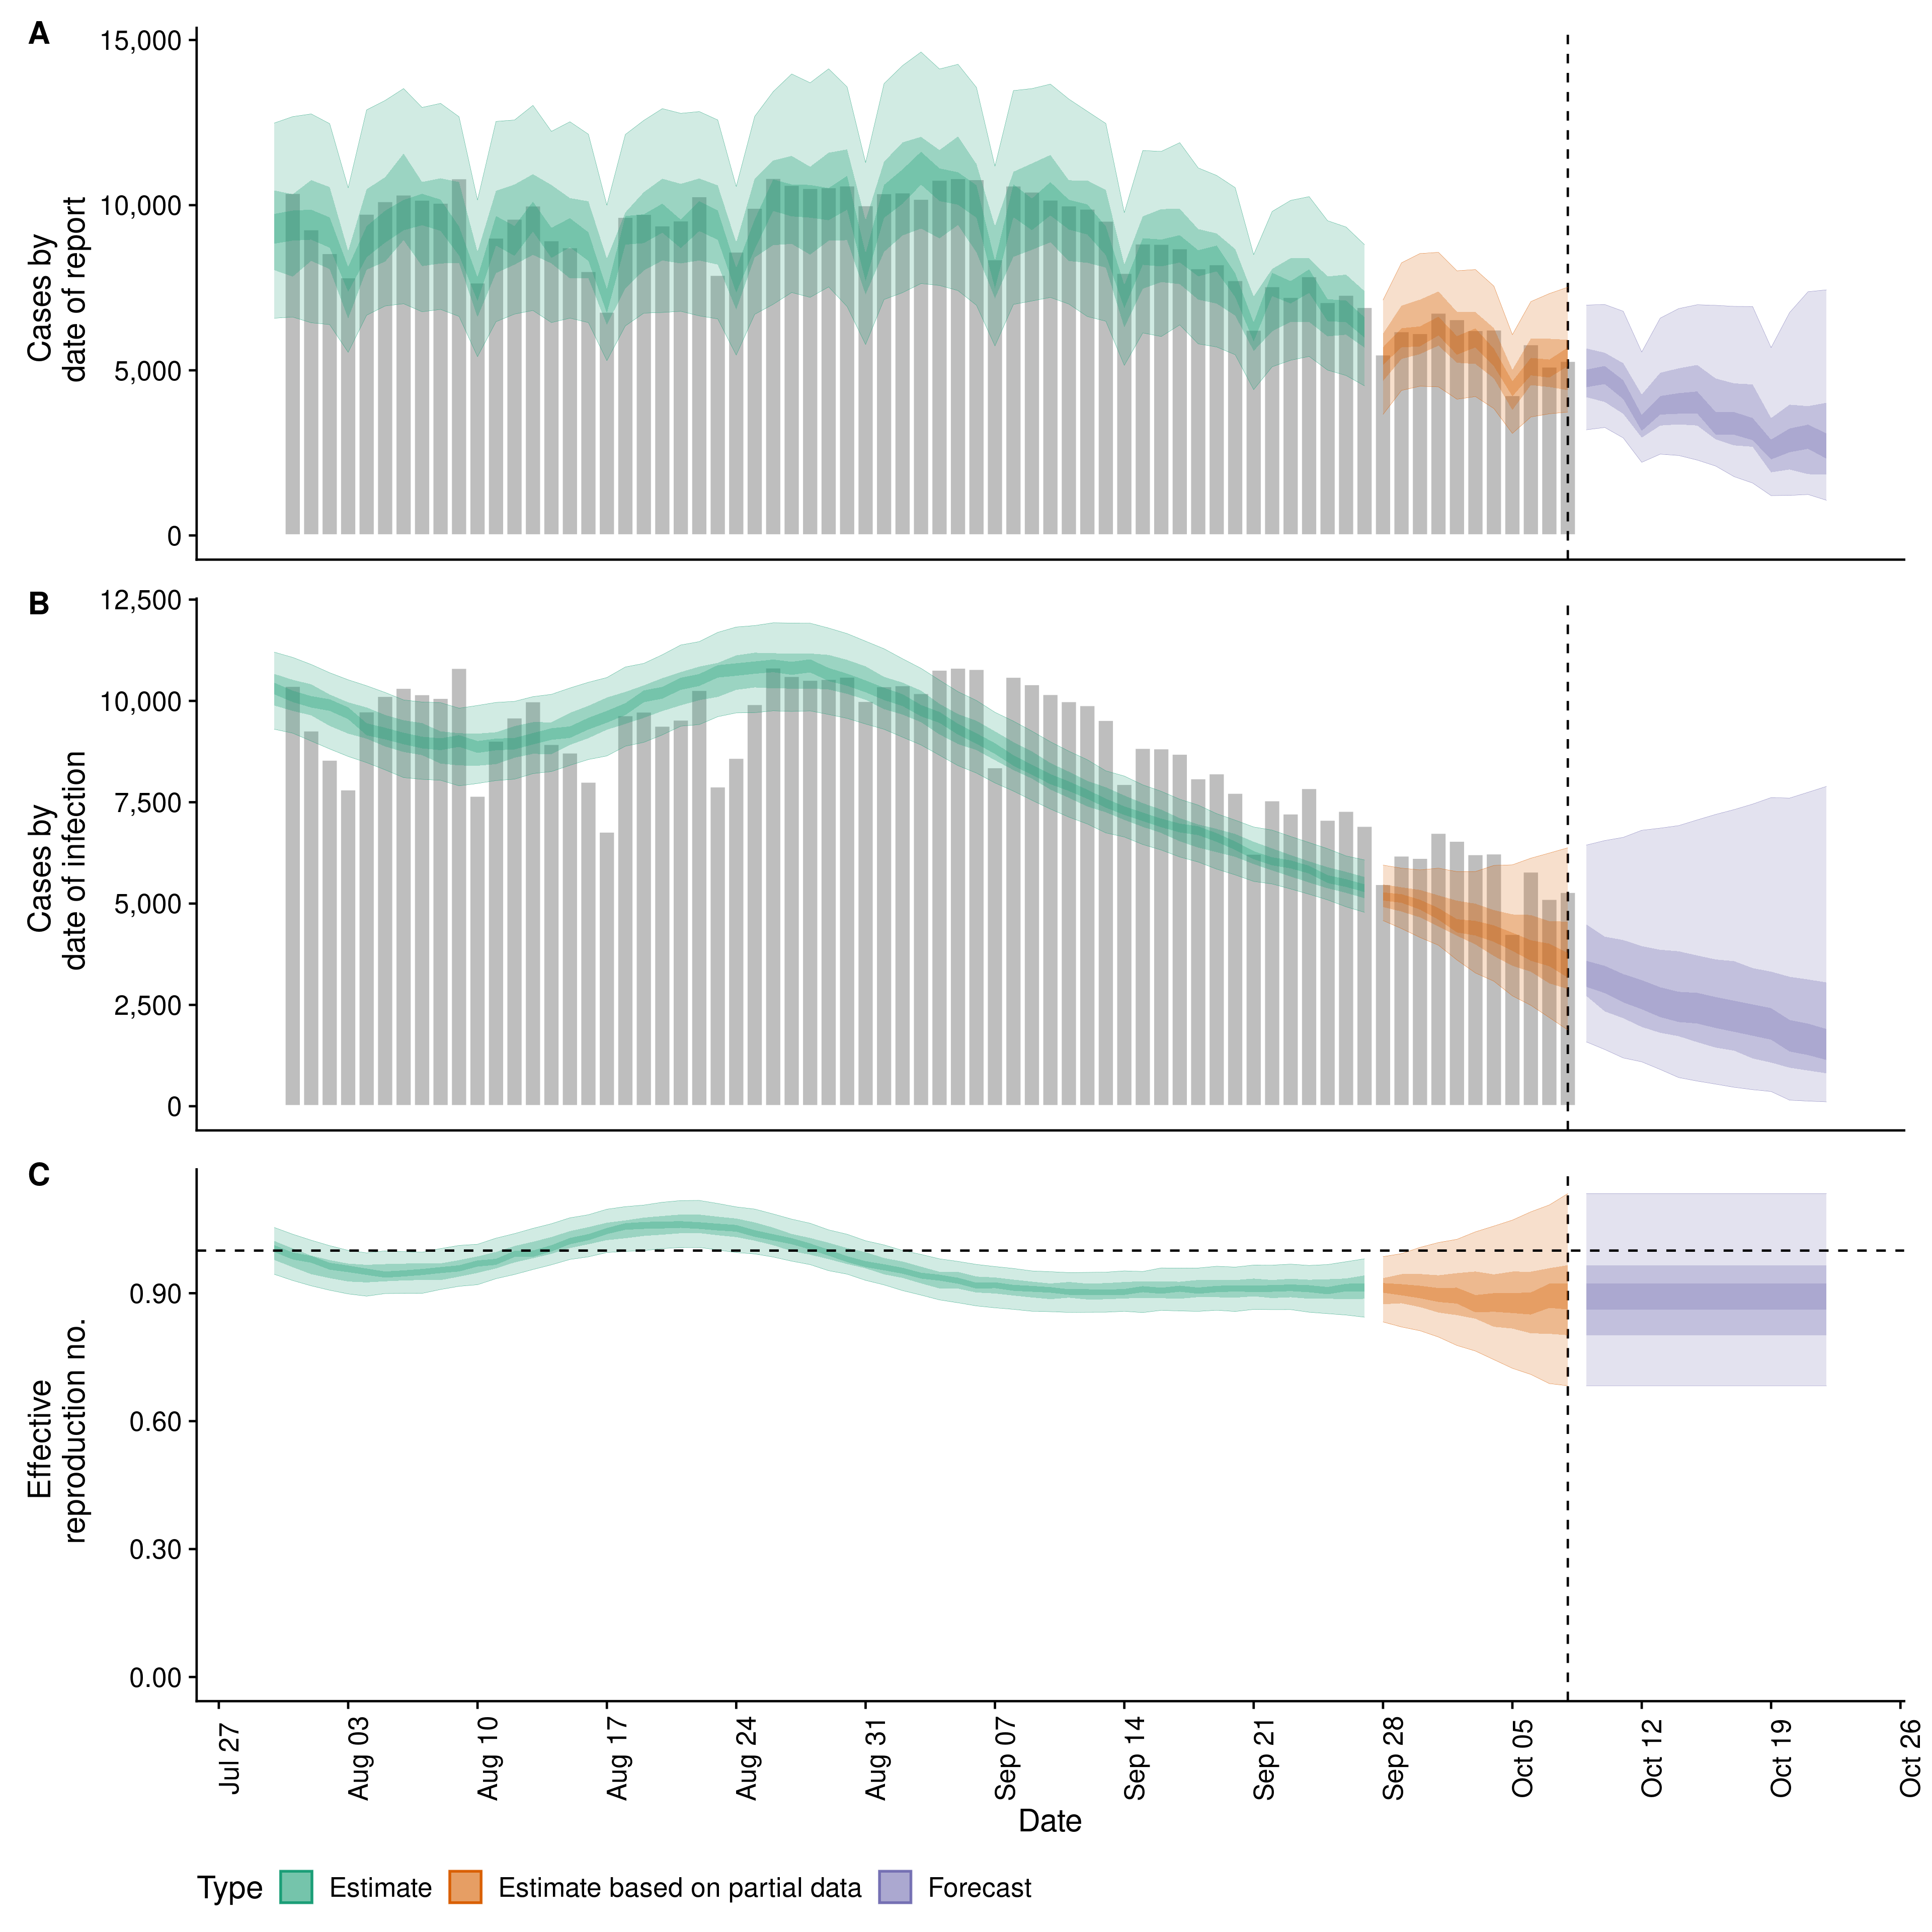 A
15,000
10,000
5,000
0
Cases by
date of report
B
12,500
10,000
7,500
5,000
2,500
0
Cases by
date of infection
C
0.90
0.60
0.30
0.00
Effective
reproduction no.
Jul 27
Aug 03
Aug 10
Aug 17
Aug 24
Aug 31
Sep 07
Sep 14
Sep 21
Sep 28
Oct 05
Oct 12
Oct 19
Oct 26
Date
Type Estimate Estimate based on partial data Forecast